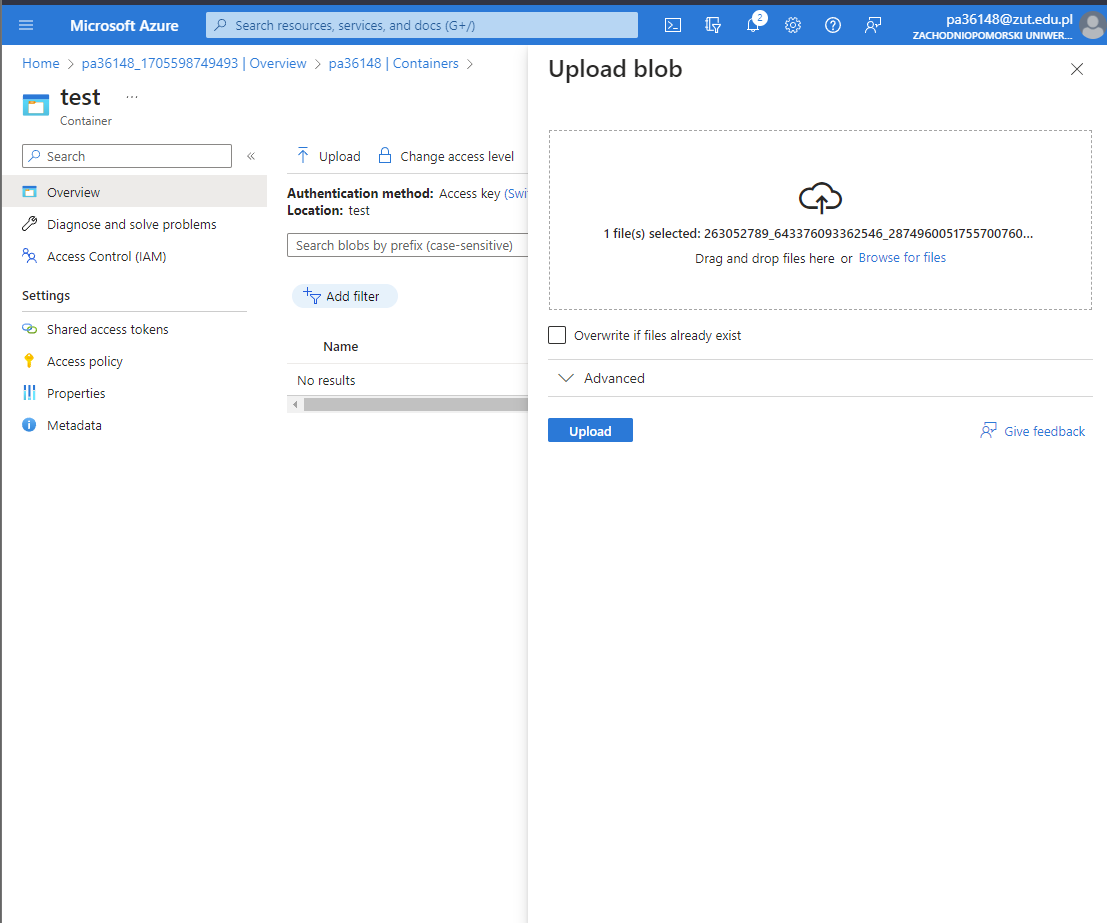 Microsoft Azure
Search resources, services, and docs (G+/)
2
pa36148@zut.edu.pl
ZACHODNIOPOMORSKI UNIWER...
Home > pa36148_1705598749493 | Overview > pa36148 | Containers >
test ...
Container
Search
«
Overview
Diagnose and solve problems
Access Control (IAM)
Settings
Shared access tokens
Access policy
Properties
Metadata
Upload
Change access level
Authentication method: Access key (Swi
Location: test
Search blobs by prefix (case-sensitive)
Add filter
Name
No results
Upload blob
1 file(s) selected: 263052789_643376093362546_2874960051755700760...
Drag and drop files here or Browse for files
Overwrite if files already exist
Advanced
Upload
Give feedback